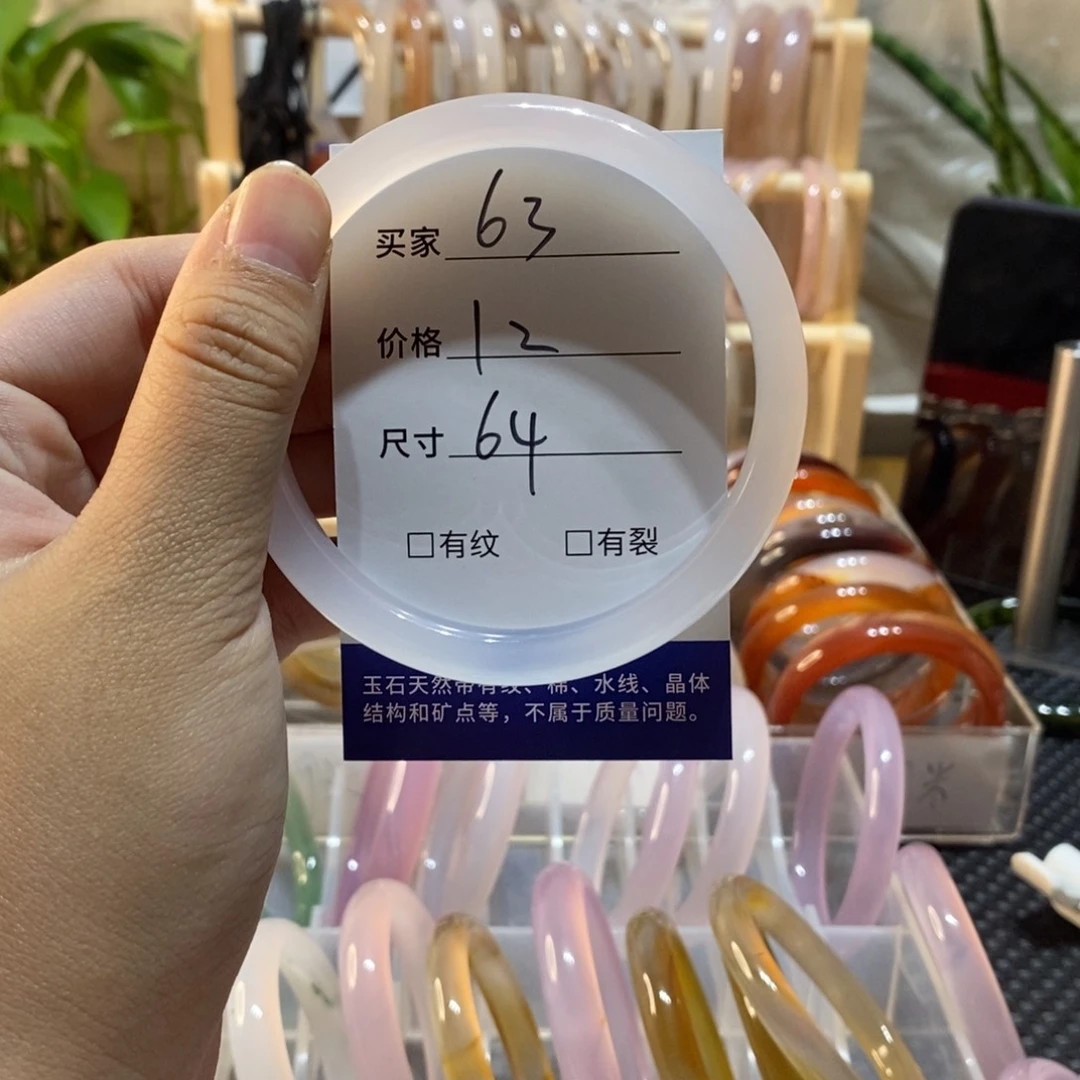 买家 63
价格 12
尺寸 64
□有纹 □有裂
玉石天然带有纹、棉、水线、晶体
结构和矿点等，不属于质量问题。